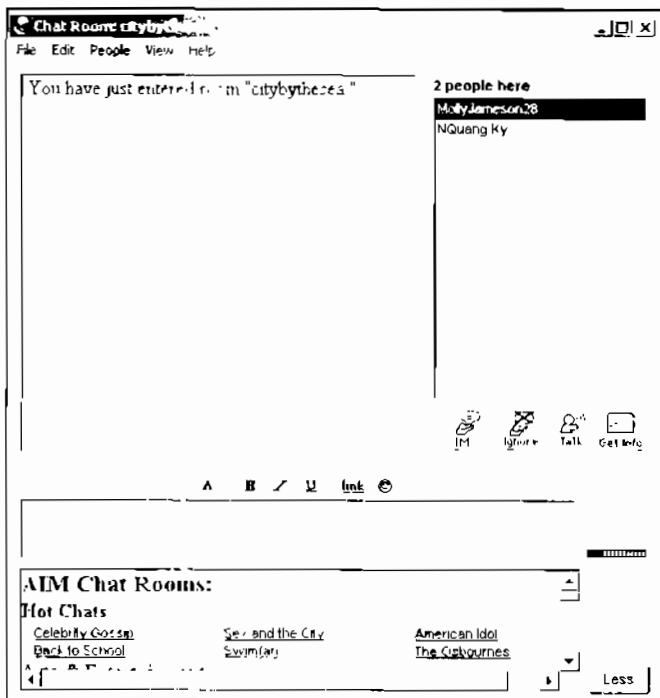 Chat Room: citybyth
File Edit People View Help
You have just entered room "citybythesea."
2 people here
MollyJameson28
NQuang Ky
IM Ignore Talk Get Info
A B I U link
AIM Chat Rooms:
Hot Chats
Celebrity Gossip Sex and the City American Idol
Back to School Swimfan The Osbournes
Less